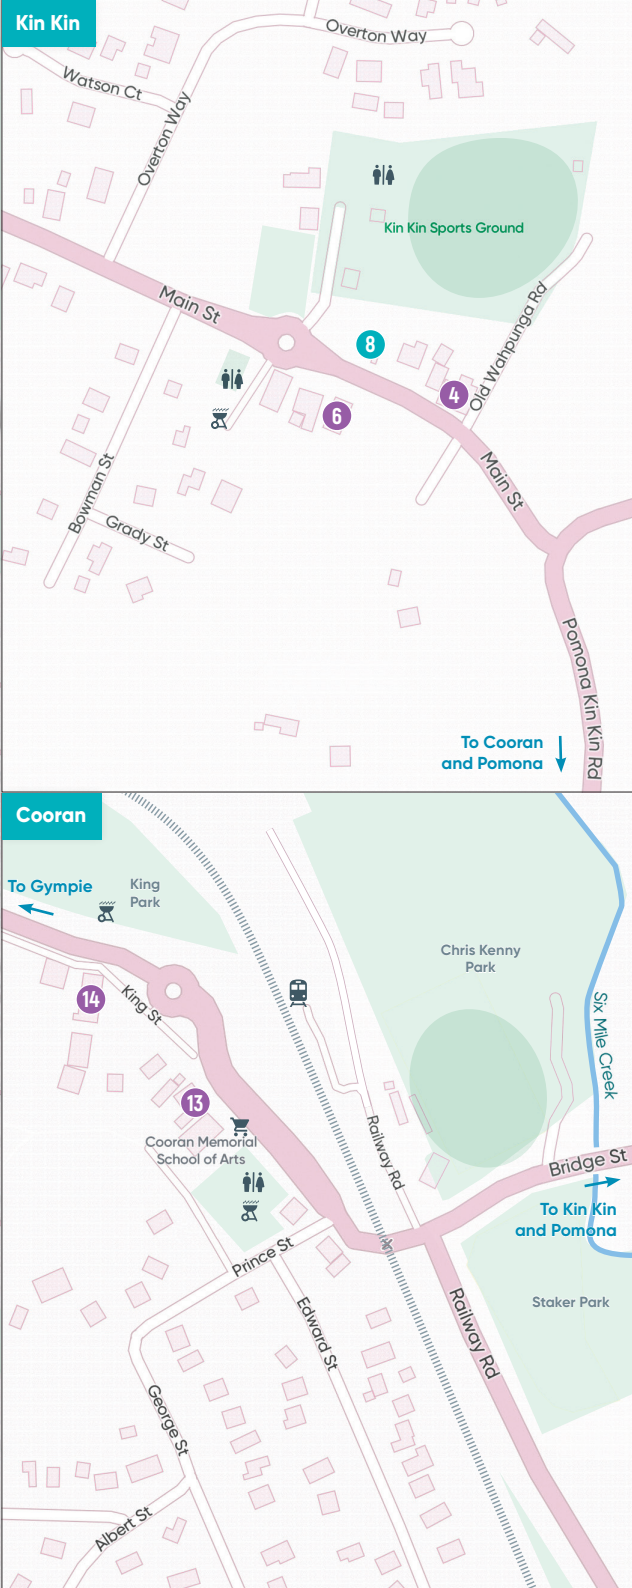 Kin Kin
Overton Way
Watson Ct
Overton Way
Kin Kin Sports Ground
Main St
8
Old Wahpunga Rd
4
6
Main St
Bowman St
Grady St
Pomona Kin Kin Rd
To Cooran
and Pomona
Cooran
To Gympie
King
Park
Chris Kenny
Park
14
King St
Six Mile Creek
13
Cooran Memorial
School of Arts
Railway Rd
Bridge St
To Kin Kin
and Pomona
Prince St
Staker Park
Edward St
Railway Rd
George St
Albert St